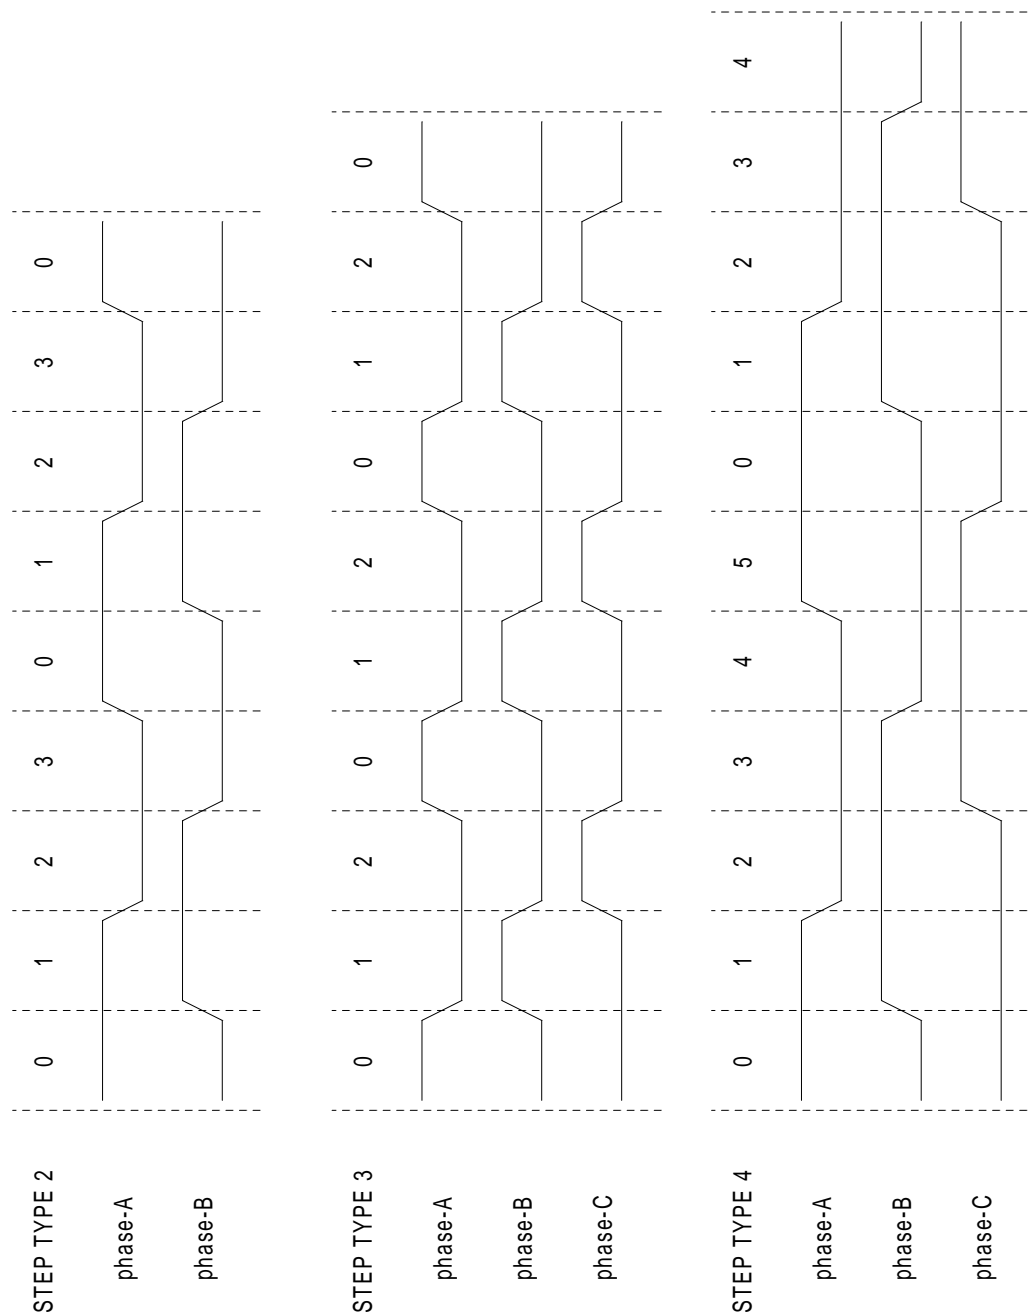 STEP TYPE 2 0 1 2 3 0 1 2 3 0
phase-A
phase-B
STEP TYPE 3 0 1 2 0 1 2 0 1 2 0
phase-A
phase-B
phase-C
STEP TYPE 4 0 1 2 3 4 5 0 1 2 3 4
phase-A
phase-B
phase-C